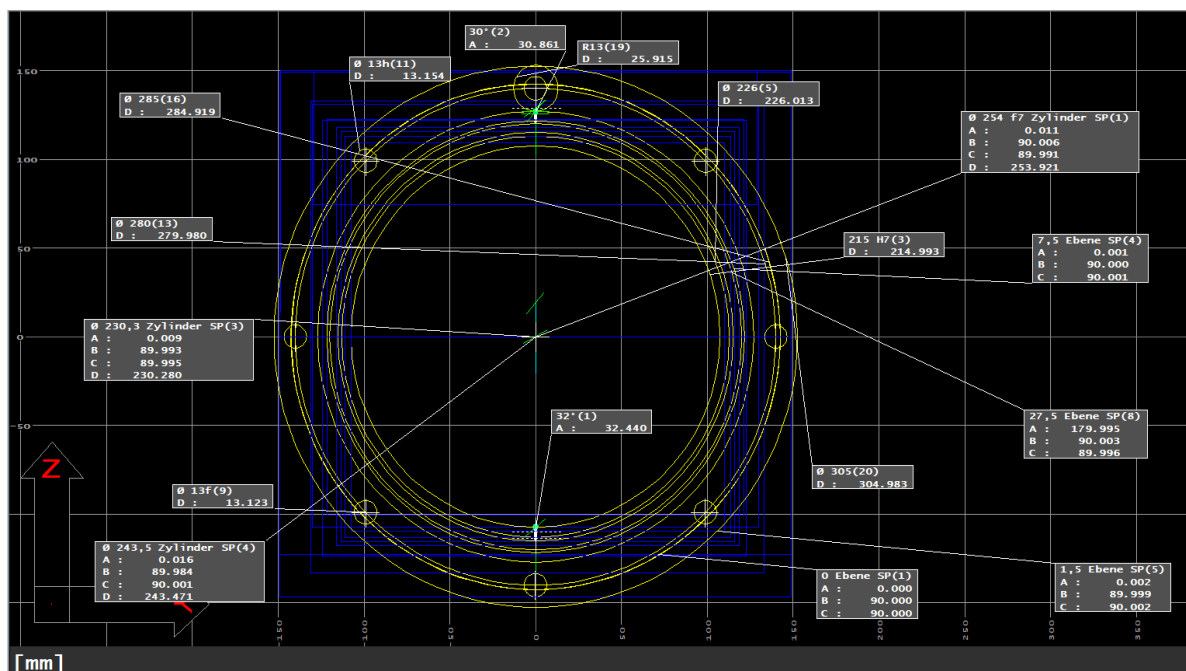 30°(2)
A : 30.861
R13(19)
D : 25.915
Ø 13h(11)
D : 13.154
Ø 285(16)
D : 284.919
Ø 226(5)
D : 226.013
Ø 254 f7 Zylinder SP(1)
A : 0.011
B : 90.006
C : 89.991
D : 253.921
Ø 280(13)
D : 279.980
215 H7(3)
D : 214.993
7,5 Ebene SP(4)
A : 0.001
B : 90.000
C : 90.001
Ø 230,3 Zylinder SP(3)
A : 0.009
B : 89.993
C : 89.995
D : 230.280
32°(1)
A : 32.440
27,5 Ebene SP(8)
A : 179.995
B : 90.003
C : 89.996
Ø 305(20)
D : 304.983
Ø 13f(9)
D : 13.123
Ø 243,5 Zylinder SP(4)
A : 0.016
B : 89.984
C : 90.001
D : 243.471
0 Ebene SP(1)
A : 0.000
B : 90.000
C : 90.000
1,5 Ebene SP(5)
A : 0.002
B : 89.999
C : 90.002
150
100
50
0
50
Z
Y
150
100
50
0
50
100
150
200
250
300
350
[mm]